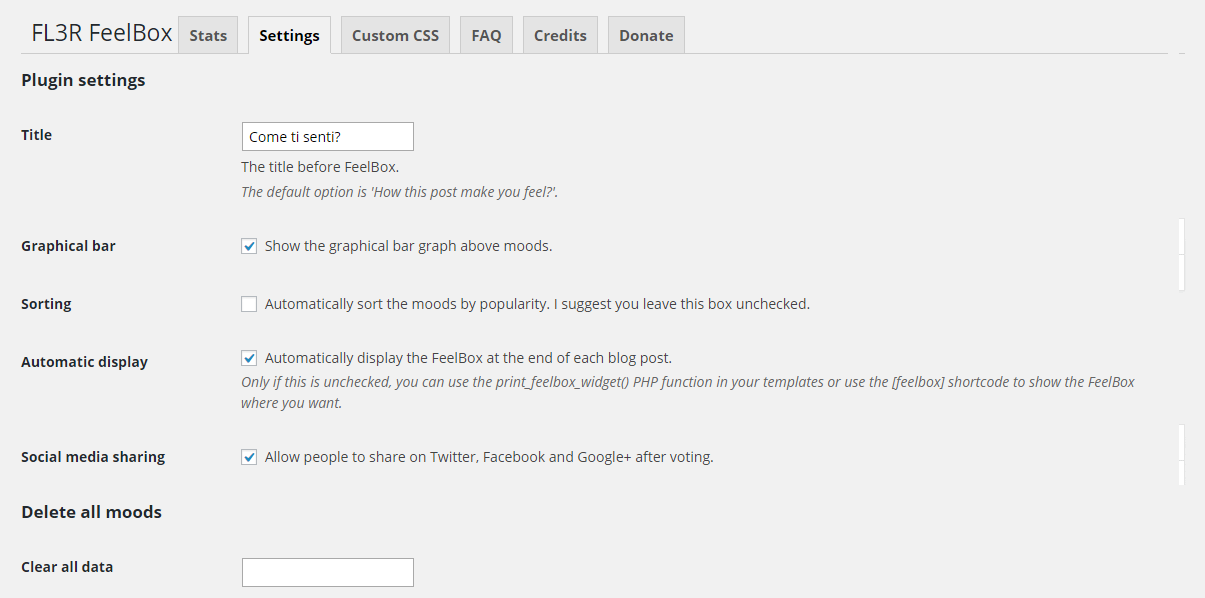 FL3R FeelBox Stats Settings Custom CSS FAQ Credits Donate
Plugin settings
Title Come ti senti?
The title before FeelBox.
The default option is 'How this post make you feel?'.
Graphical bar Show the graphical bar graph above moods.
Sorting Automatically sort the moods by popularity. I suggest you leave this box unchecked.
Automatic display Automatically display the FeelBox at the end of each blog post.
Only if this is unchecked, you can use the print_feelbox_widget() PHP function in your templates or use the [feelbox] shortcode to show the FeelBox
where you want.
Social media sharing Allow people to share on Twitter, Facebook and Google+ after voting.
Delete all moods
Clear all data